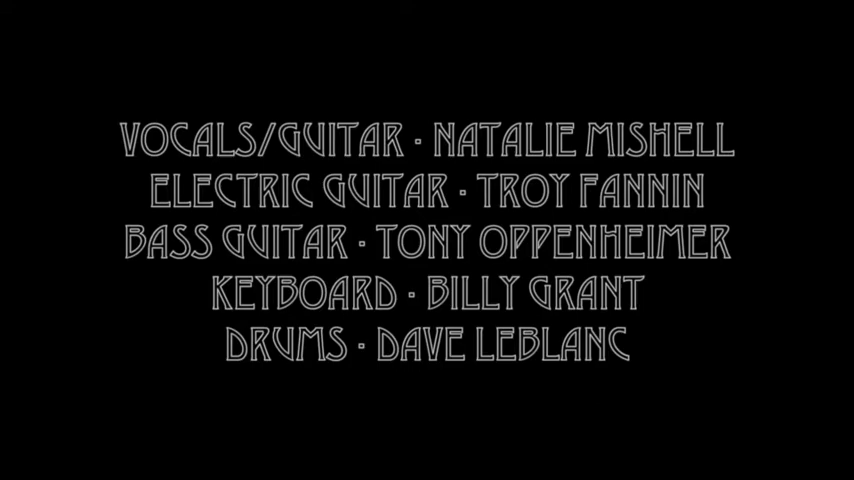 VOCALS/GUITAR · NATALIE MISHELL
ELECTRIC GUITAR · TROY FANNIN
BASS GUITAR · TONY OPPENHEIMER
KEYBOARD · BILLY GRANT
DRUMS · DAVE LEBLANC